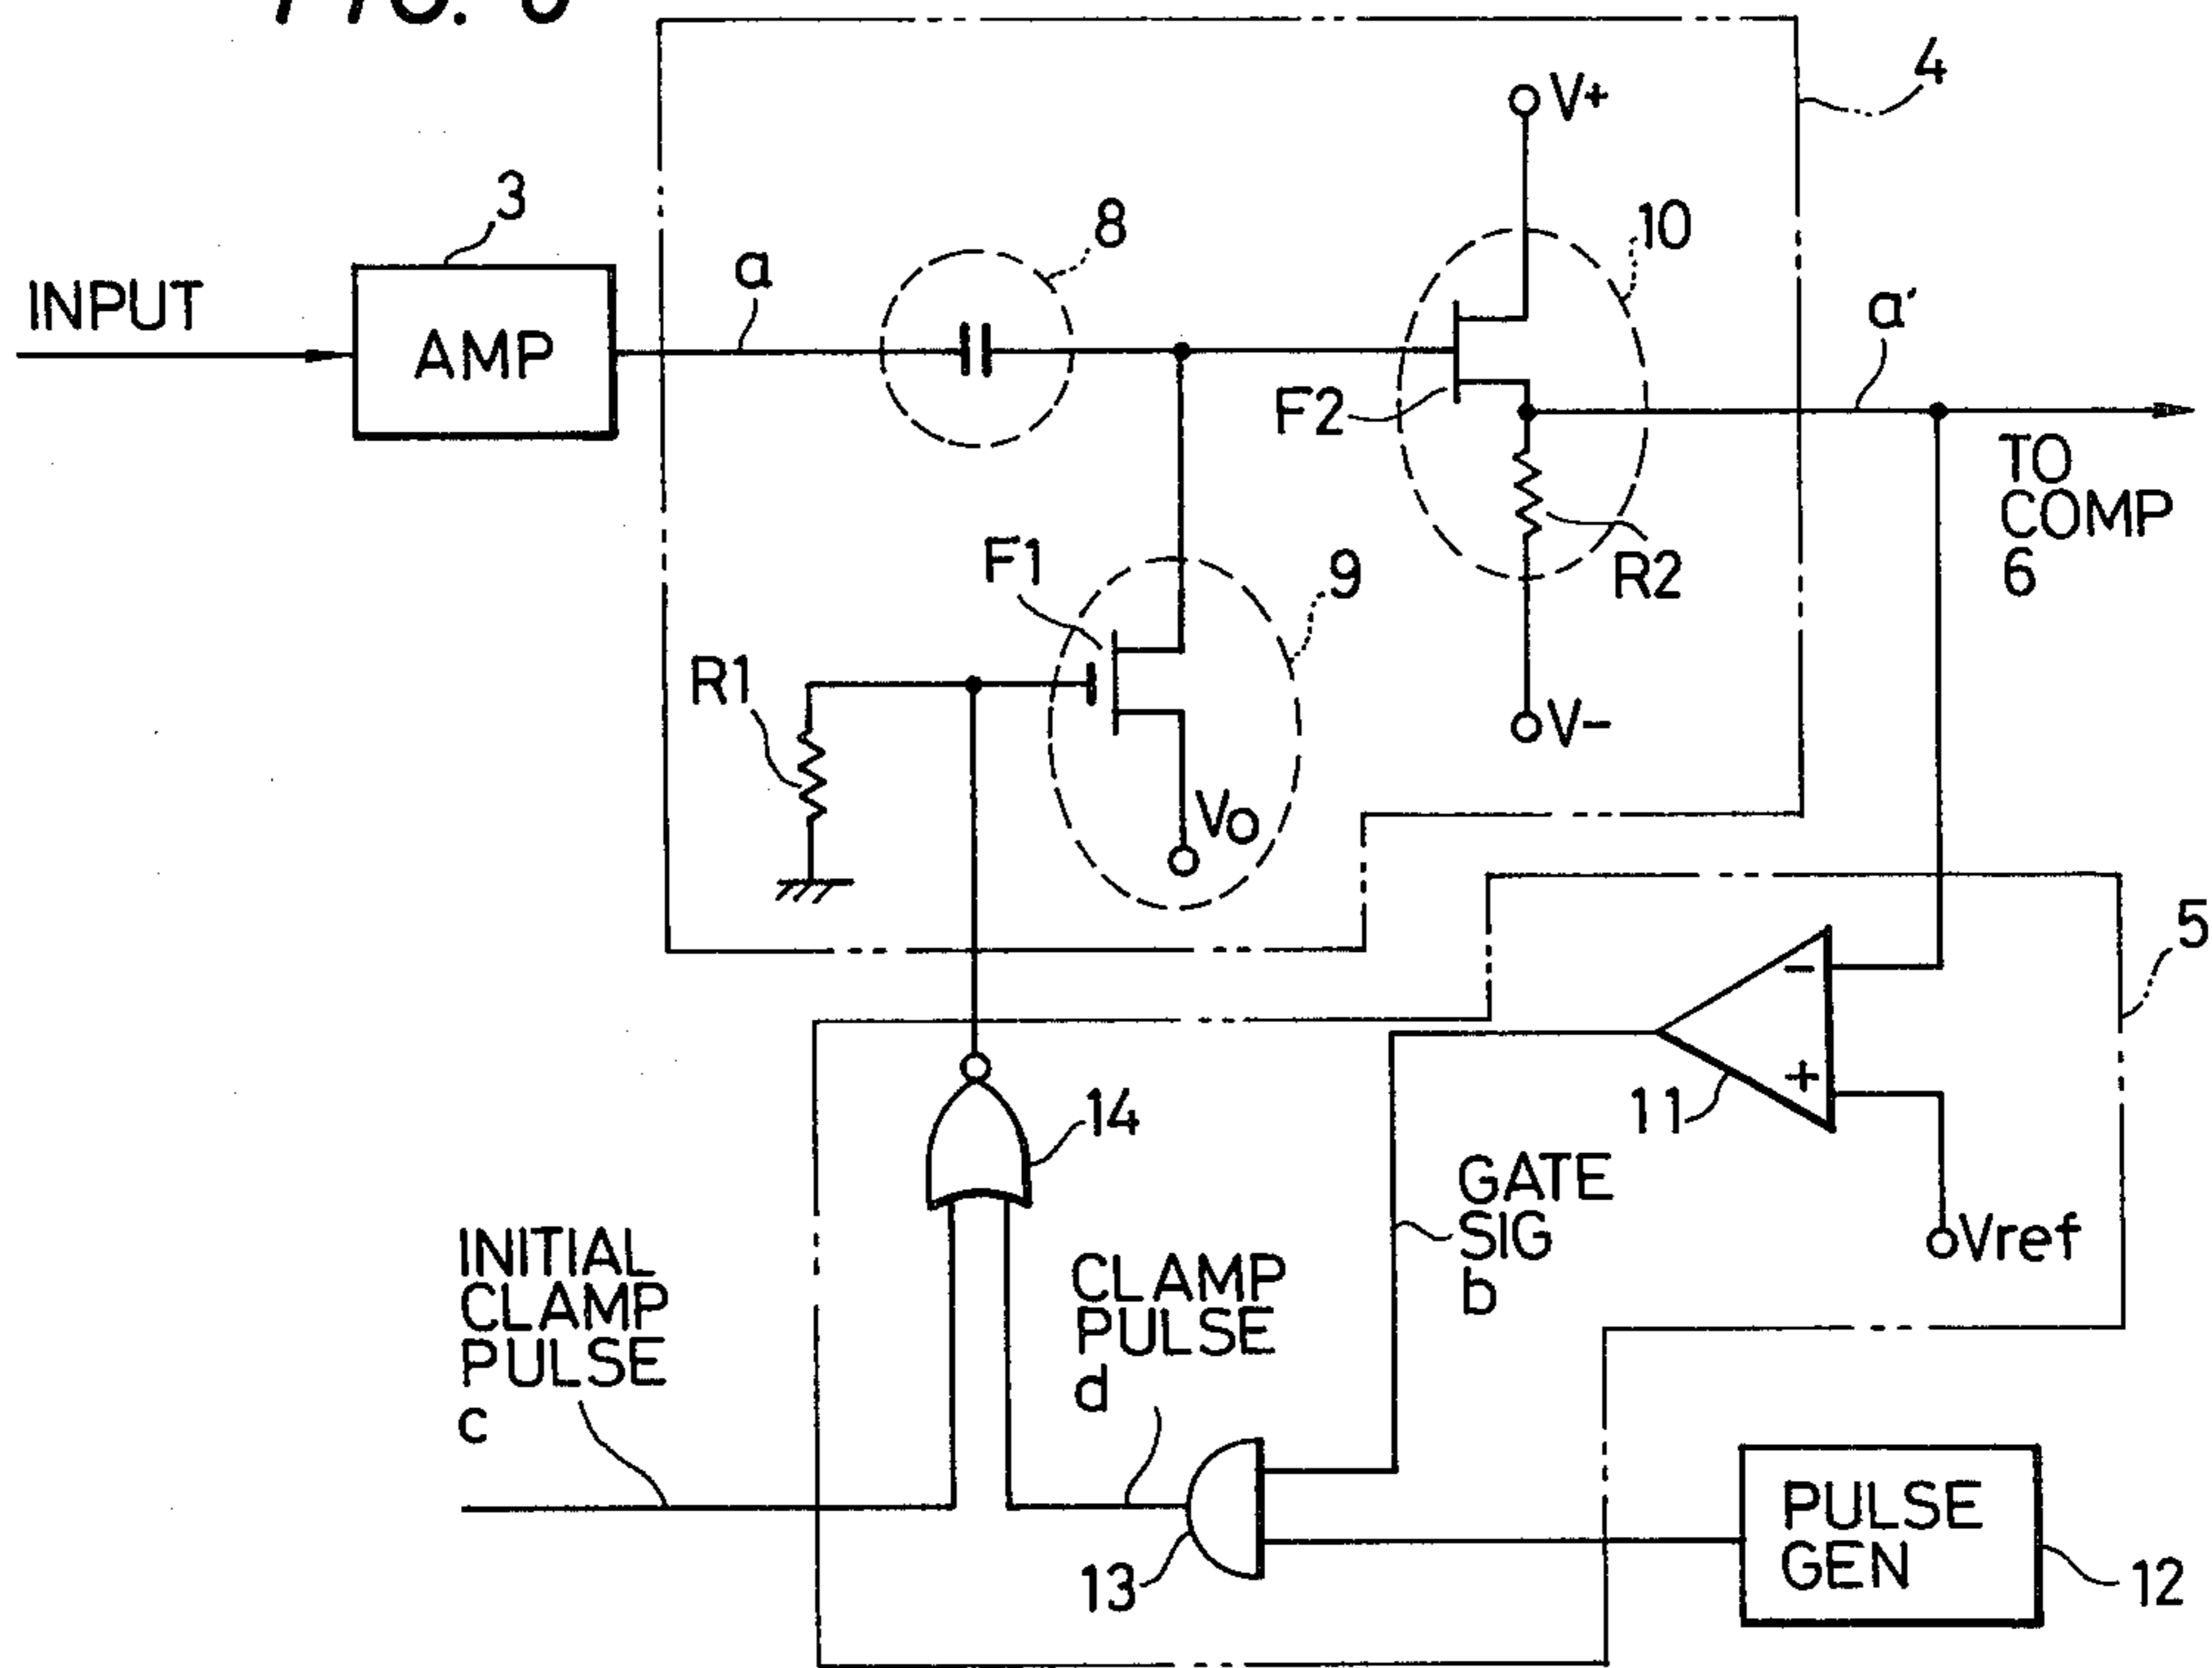 4
V+
3
8
10
INPUT
a
a'
AMP
F2
TO
COMP
6
F1
9
R2
R1
V-
Vo
5
-
+
11
14
GATE
SIG
b
Vref
INITIAL
CLAMP
PULSE
c
CLAMP
PULSE
d
PULSE
GEN
13
12